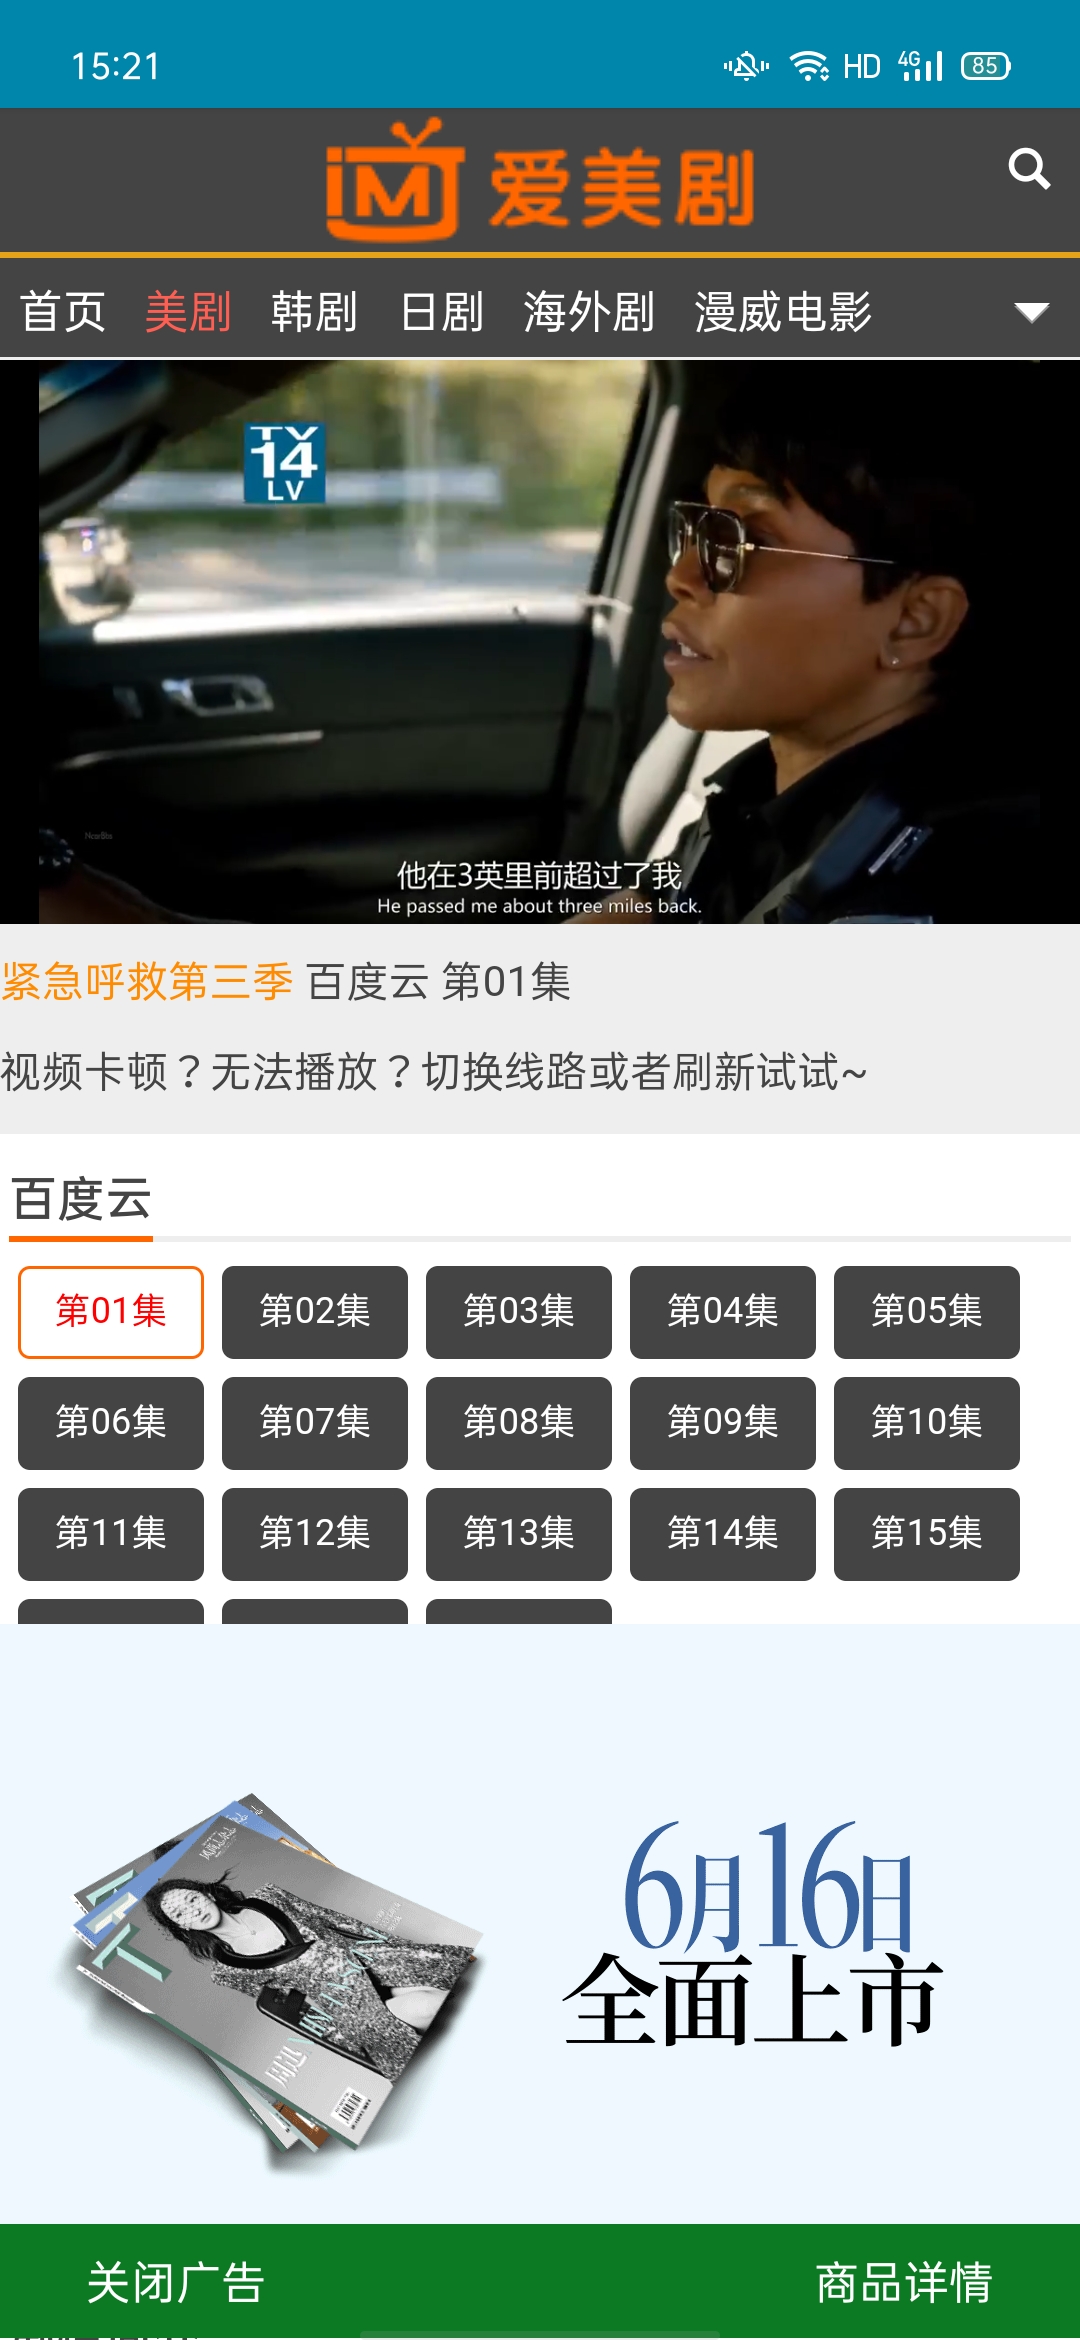 15:21
HD 4G 85
iM 爱美剧
首页 美剧 韩剧 日剧 海外剧 漫威电影
TV
14
LV
他在3英里前超过了我
He passed me about three miles back.
紧急呼救第三季 百度云 第01集
视频卡顿？无法播放？切换线路或者刷新试试~
百度云
第01集 第02集 第03集 第04集 第05集
第06集 第07集 第08集 第09集 第10集
第11集 第12集 第13集 第14集 第15集
6月16日
全面上市
周迅
关闭广告 商品详情